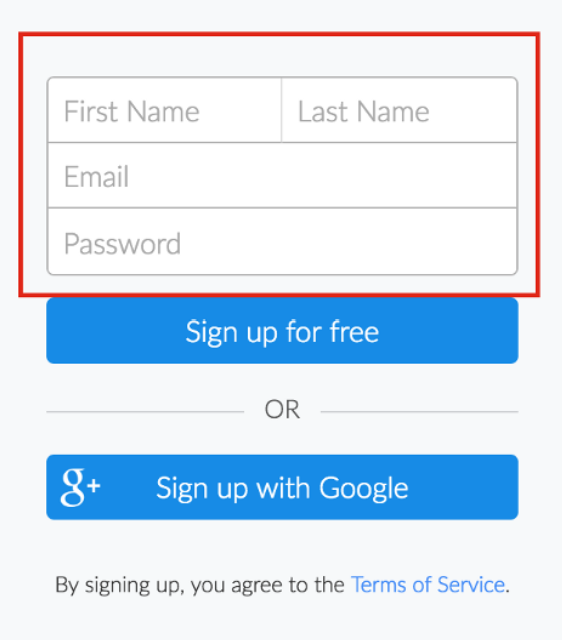 First Name Last Name
Email
Password
Sign up for free
OR
g+ Sign up with Google
By signing up, you agree to the Terms of Service.